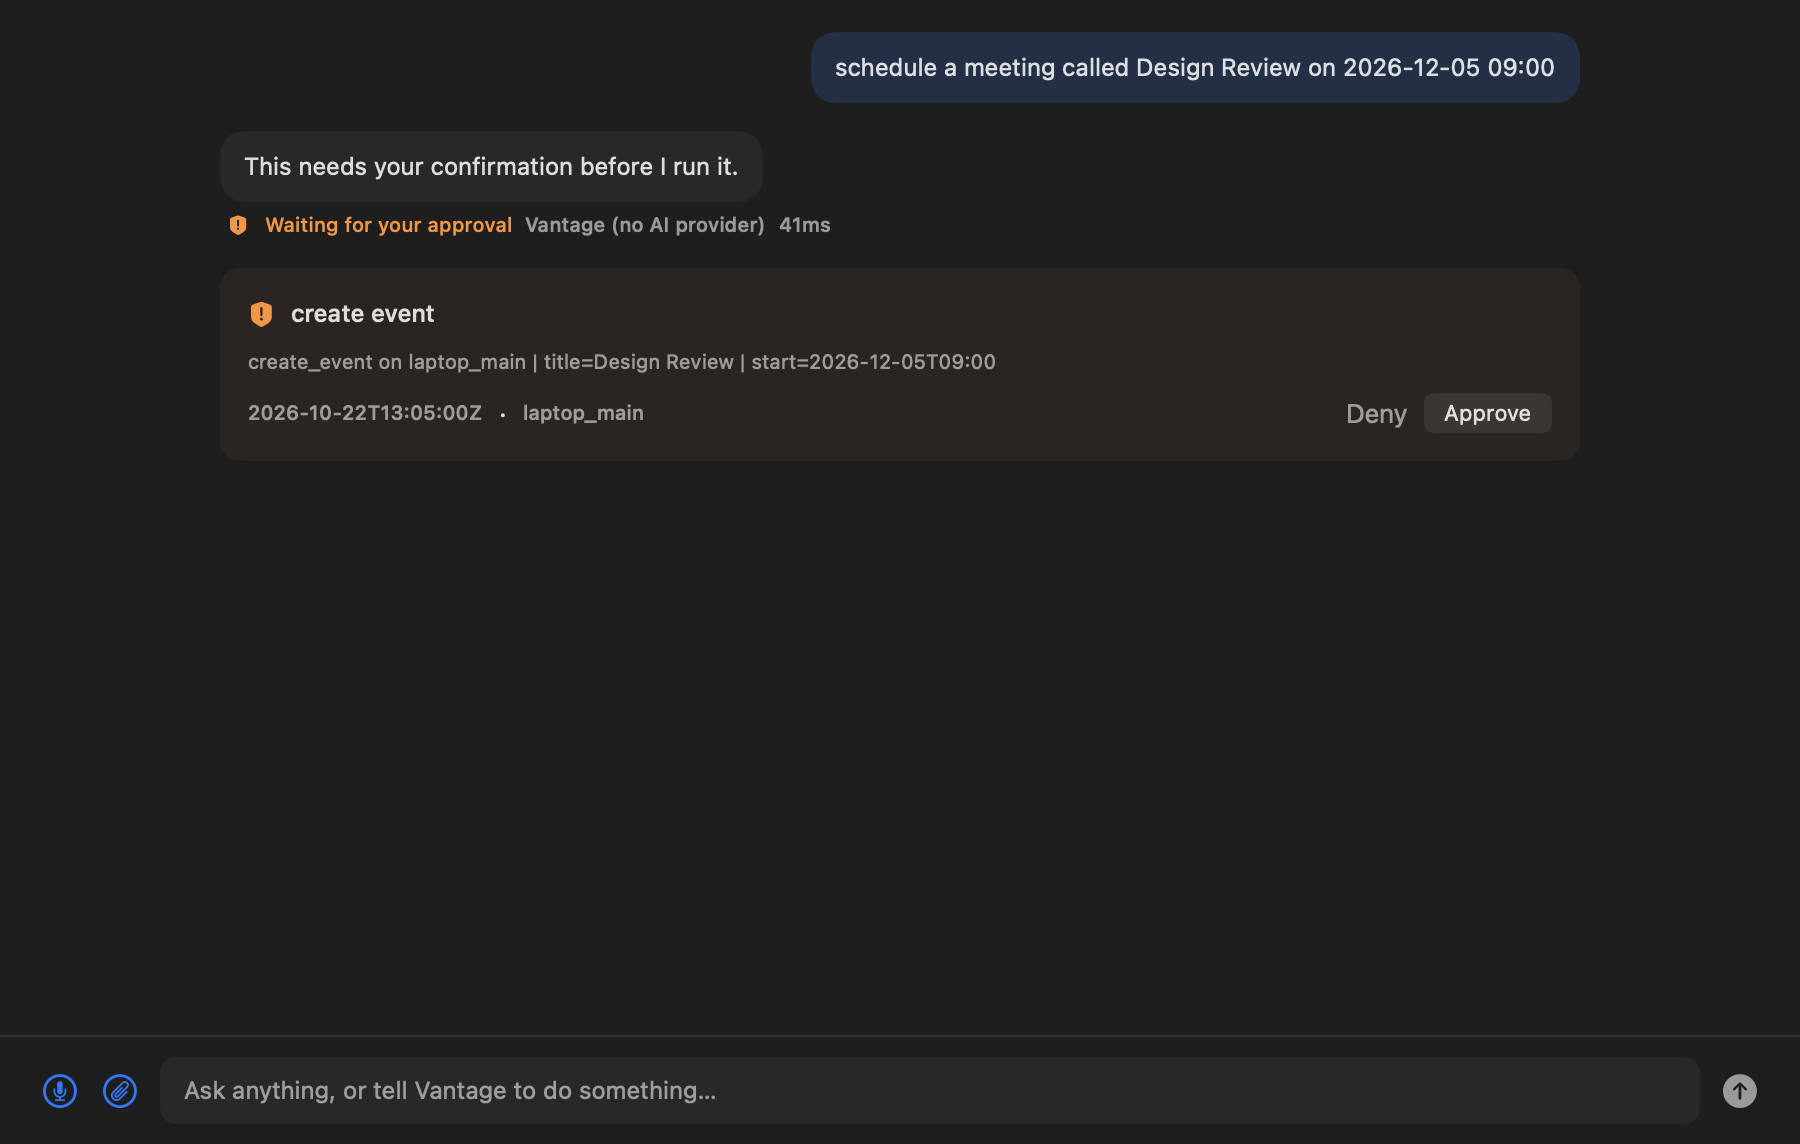 schedule a meeting called Design Review on 2026-12-05 09:00
This needs your confirmation before I run it.
Waiting for your approval Vantage (no AI provider) 41ms
create event
create_event on laptop_main | title=Design Review | start=2026-12-05T09:00
2026-10-22T13:05:00Z · laptop_main Deny Approve
Ask anything, or tell Vantage to do something...